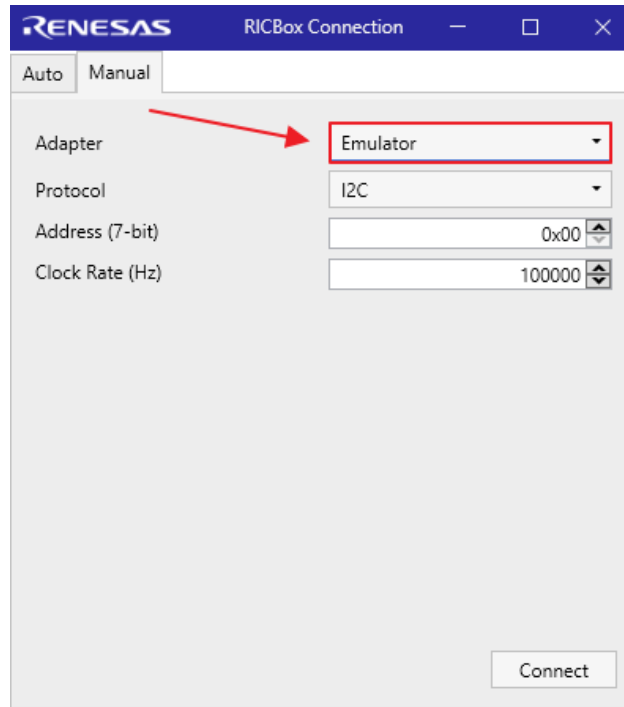 RENESAS RICBox Connection
Auto Manual
Adapter Emulator
Protocol I2C
Address (7-bit) 0x00
Clock Rate (Hz) 100000
Connect